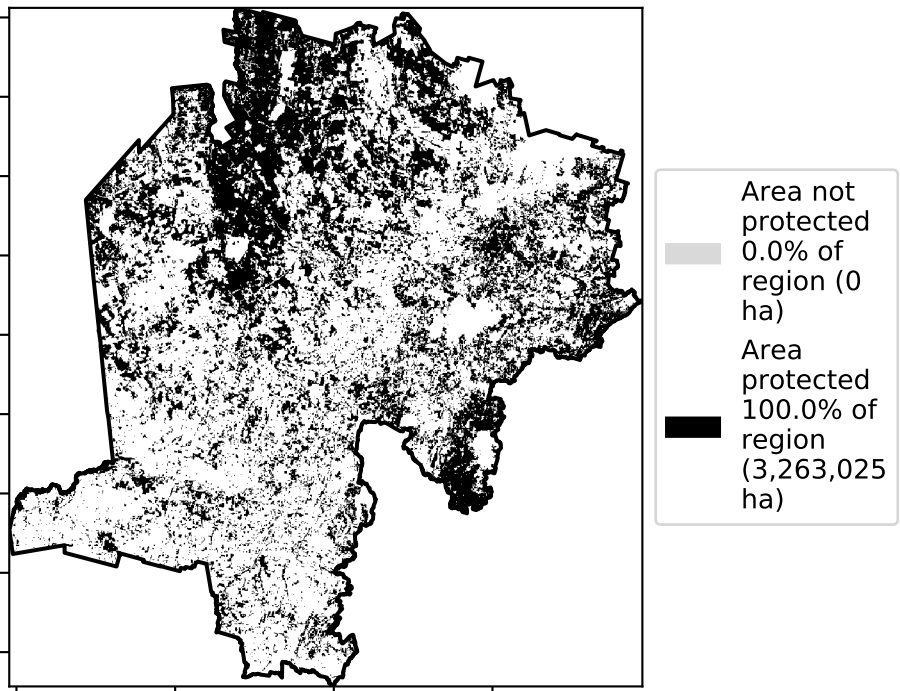 Area not
protected
0.0% of
region (0
ha)
Area
protected
100.0% of
region
(3,263,025
ha)